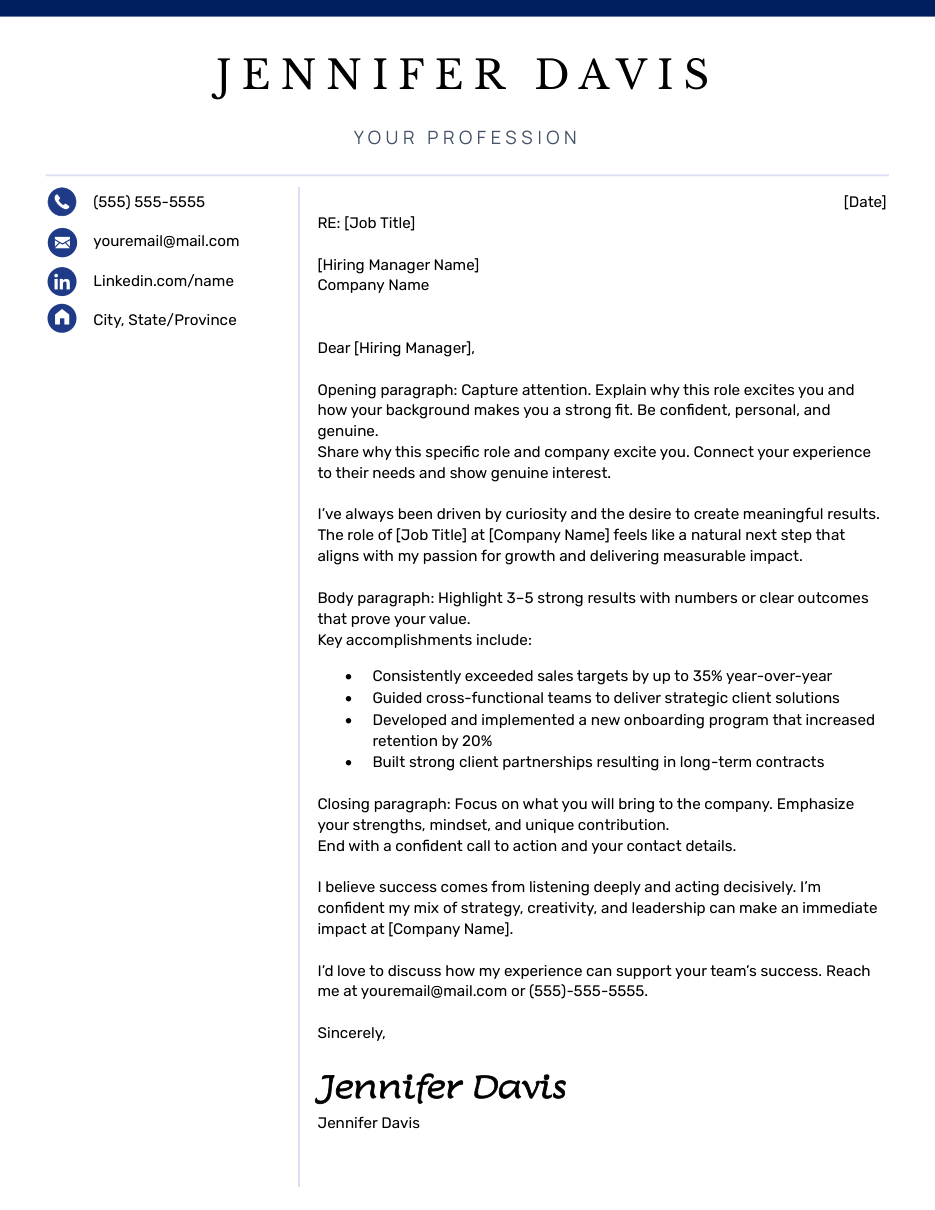 JENNIFER DAVIS
YOUR PROFESSION
(555) 555-5555
youremail@mail.com
Linkedin.com/name
City, State/Province
[Date]
RE: [Job Title]
[Hiring Manager Name]
Company Name
Dear [Hiring Manager],
Opening paragraph: Capture attention. Explain why this role excites you and
how your background makes you a strong fit. Be confident, personal, and
genuine.
Share why this specific role and company excite you. Connect your experience
to their needs and show genuine interest.
I’ve always been driven by curiosity and the desire to create meaningful results.
The role of [Job Title] at [Company Name] feels like a natural next step that
aligns with my passion for growth and delivering measurable impact.
Body paragraph: Highlight 3–5 strong results with numbers or clear outcomes
that prove your value.
Key accomplishments include:
• Consistently exceeded sales targets by up to 35% year-over-year
• Guided cross-functional teams to deliver strategic client solutions
• Developed and implemented a new onboarding program that increased
retention by 20%
• Built strong client partnerships resulting in long-term contracts
Closing paragraph: Focus on what you will bring to the company. Emphasize
your strengths, mindset, and unique contribution.
End with a confident call to action and your contact details.
I believe success comes from listening deeply and acting decisively. I’m
confident my mix of strategy, creativity, and leadership can make an immediate
impact at [Company Name].
I’d love to discuss how my experience can support your team’s success. Reach
me at youremail@mail.com or (555)-555-5555.
Sincerely,
Jennifer Davis
Jennifer Davis